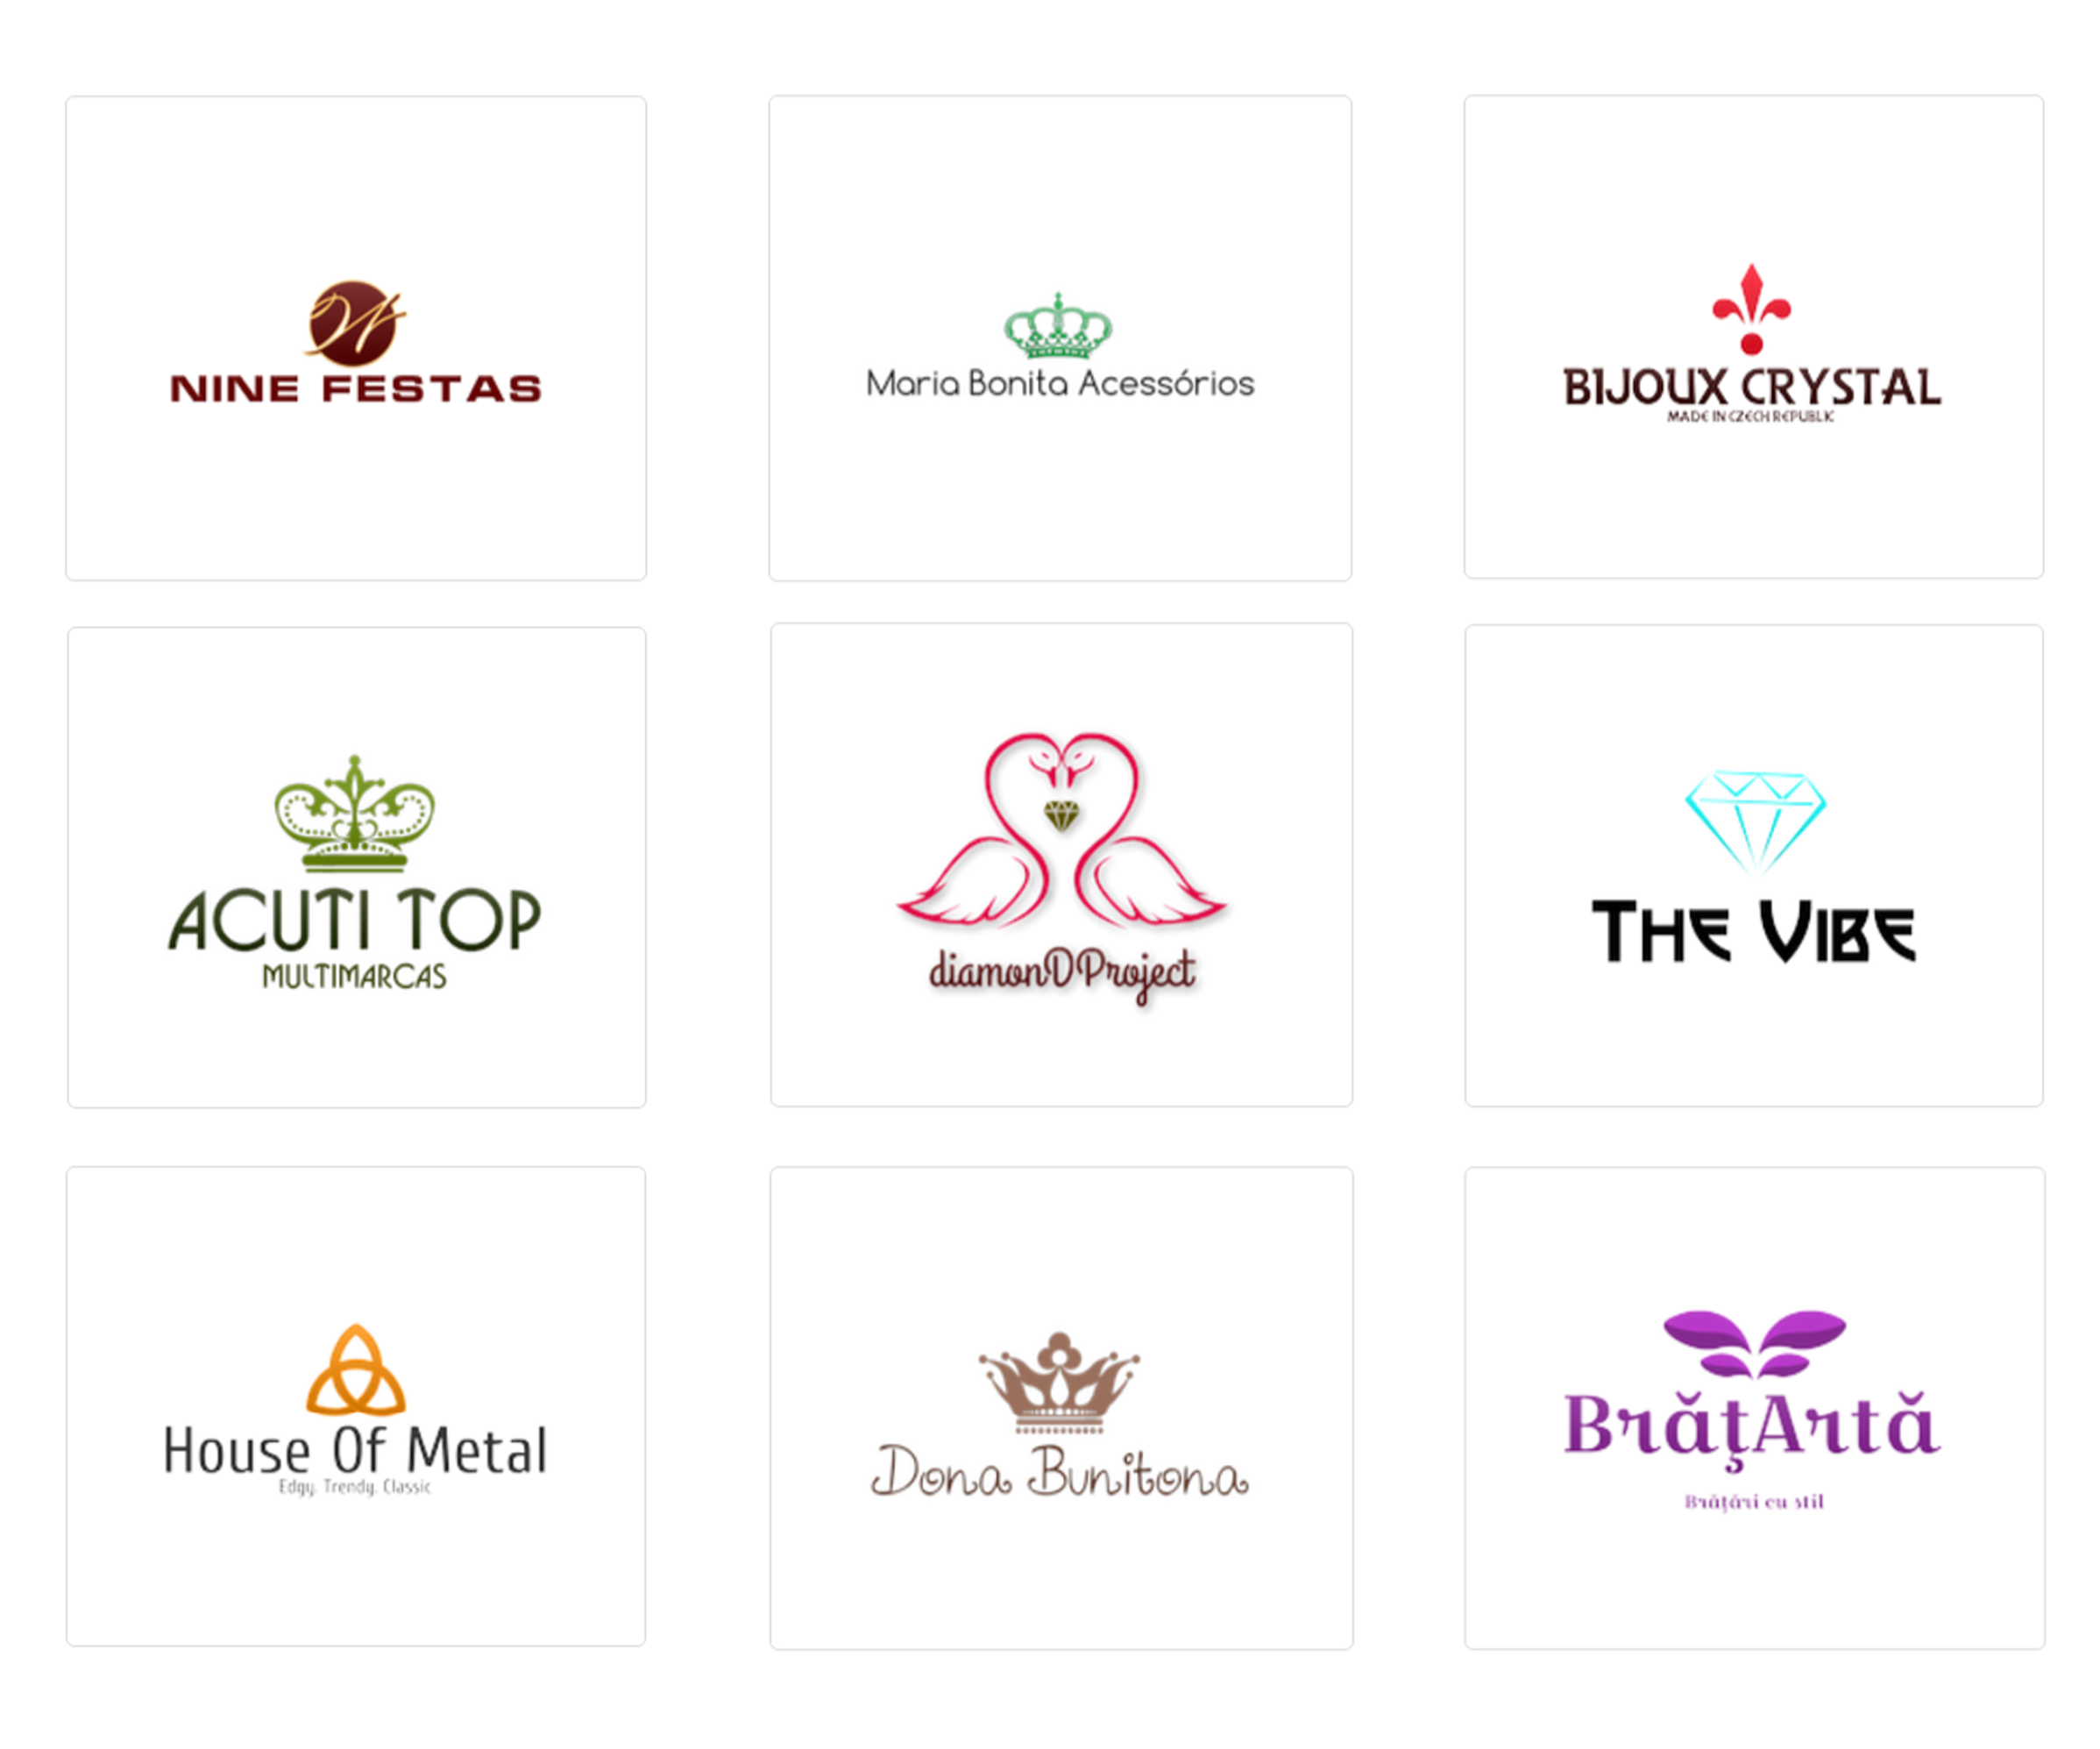 NINE FESTAS
Maria Bonita Acessórios
BIJOUX CRYSTAL
MADE IN CZECH REPUBLIC
ACUTI TOP
MULTIMARCAS
diamonDProject
THE VIBE
House Of Metal
Edgy. Trendy. Classic
Dona Bunitona
BrăţArtă
Brăţări cu stil